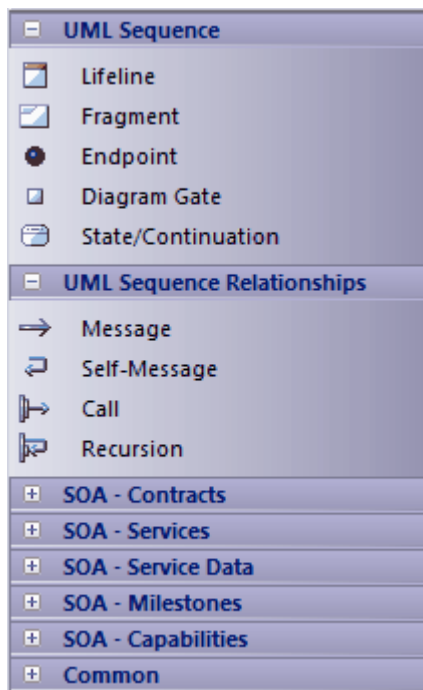 UML Sequence
Lifeline
Fragment
Endpoint
Diagram Gate
State/Continuation
UML Sequence Relationships
Message
Self-Message
Call
Recursion
SOA - Contracts
SOA - Services
SOA - Service Data
SOA - Milestones
SOA - Capabilities
Common